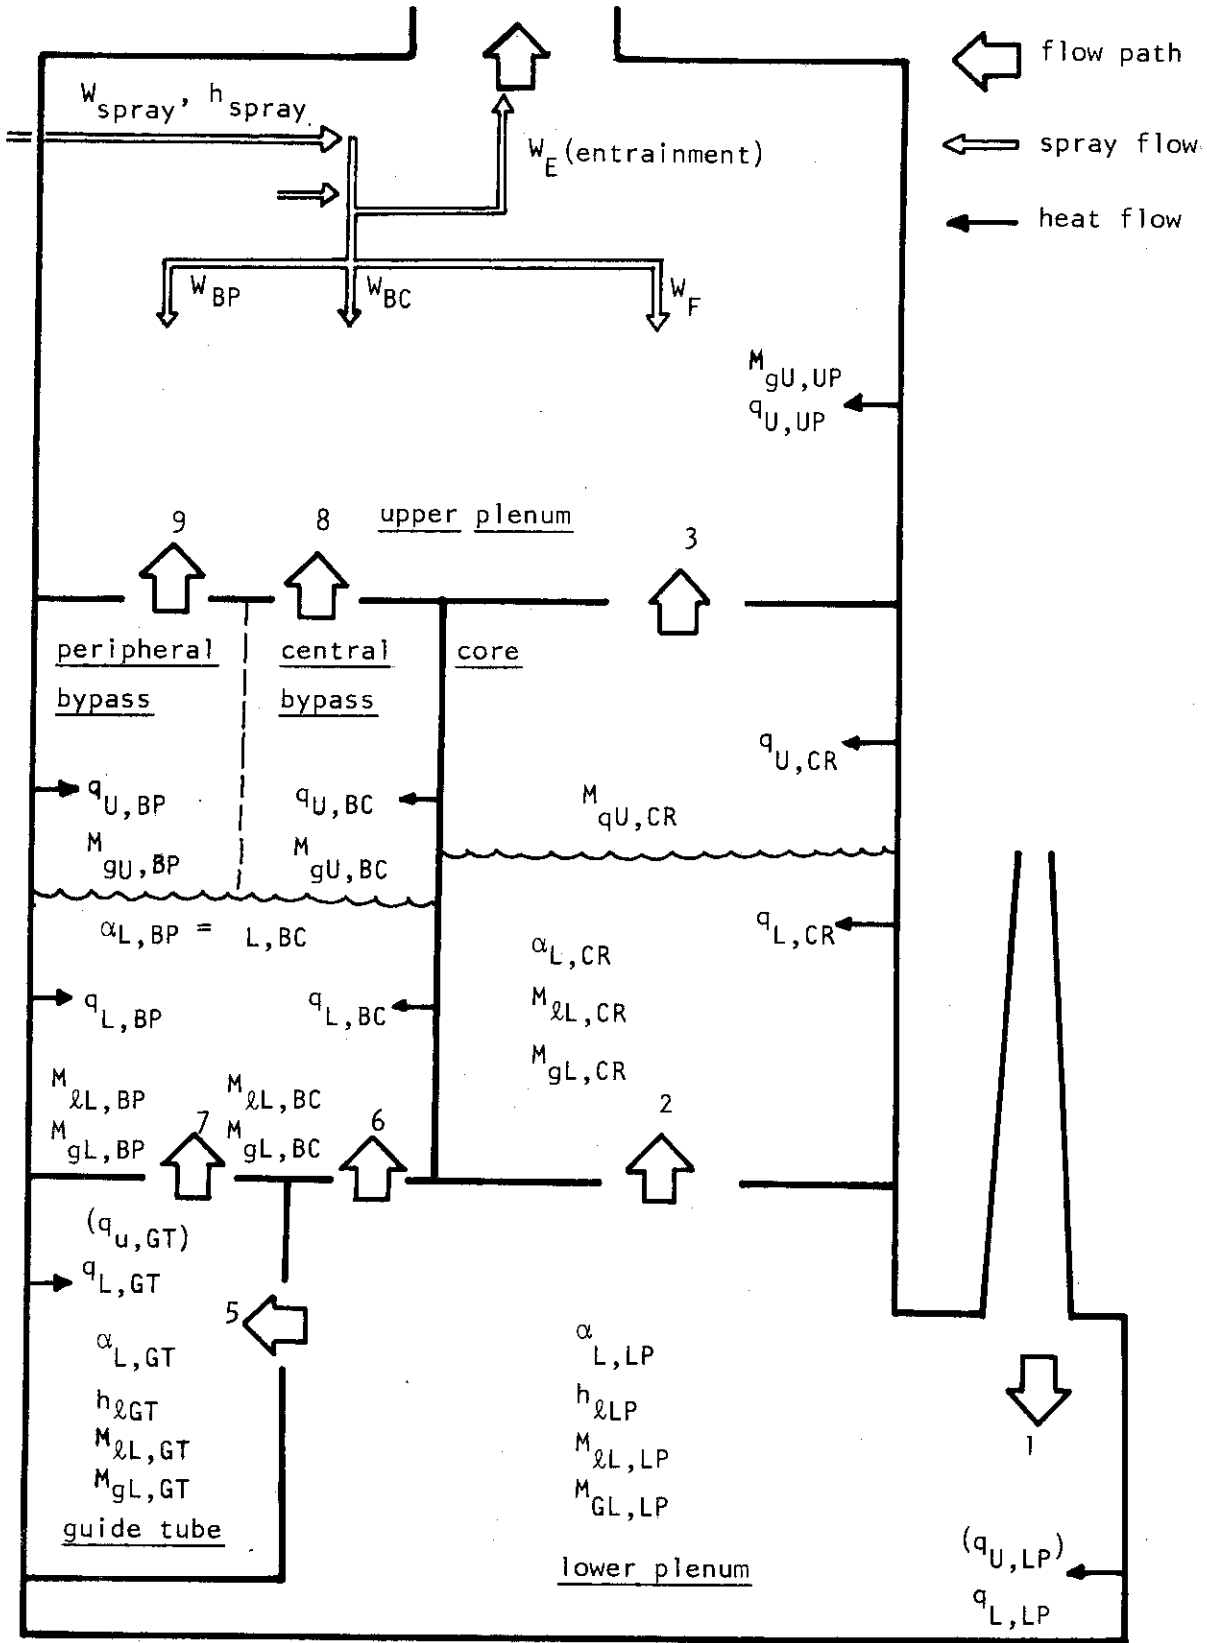 flow path
W_spray, h_spray
W_E (entrainment)
spray flow
heat flow
W_BP
W_BC
W_F
M_gU,UP
q_U,UP
9
8
upper plenum
3
peripheral
bypass
central
bypass
core
q_U,CR
q_U,BP
q_U,BC
M_qU,CR
M_gU,BP
M_gU,BC
α_L,BP = L,BC
q_L,CR
α_L,CR
q_L,BP
q_L,BC
M_ℓL,CR
M_gL,CR
M_ℓL,BP
M_ℓL,BC
M_gL,BP
7
M_gL,BC
6
2
(q_u,GT)
q_L,GT
5
α_L,GT
h_ℓGT
M_ℓL,GT
M_gL,GT
guide tube
α_L,LP
h_ℓLP
M_ℓL,LP
M_GL,LP
lower plenum
1
(q_U,LP)
q_L,LP